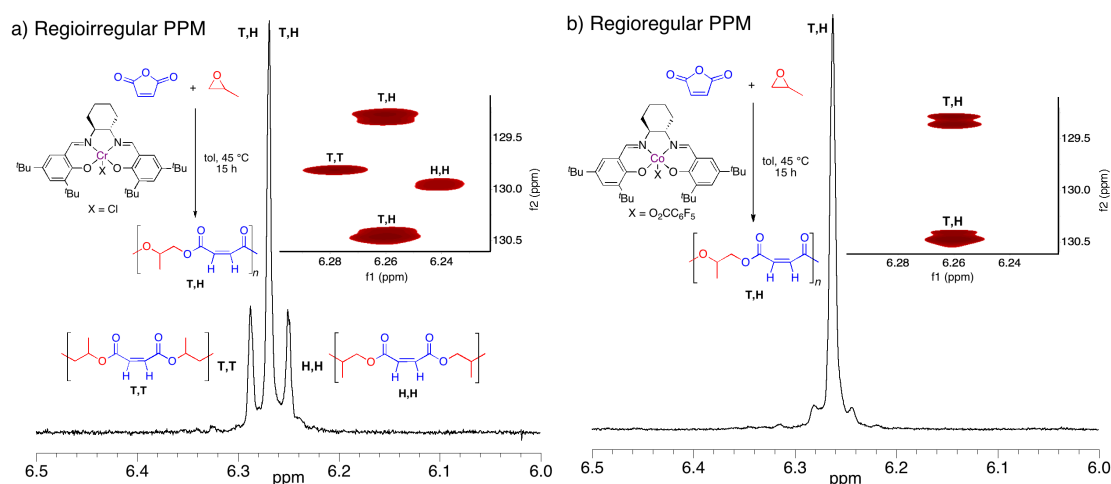 a) Regioirregular PPM
T,H T,H
O O O
+
O
N N
Cr
O O
X
tBu tBu
tBu tBu
X = Cl
tol, 45 °C
15 h
O O O O
H H
n
T,H
T,H
T,T
H,H
T,H
129.5
130.0
130.5
f2 (ppm)
6.28 6.26 6.24
f1 (ppm)
O O O O
H H
T,T
T,T
H,H
O O O O
H H
H,H
6.5 6.4 6.3 6.2 6.1 6.0
ppm
b) Regioregular PPM
T,H
O O O
+
O
N N
Co
O O
X
tBu tBu
tBu tBu
X = O2CC6F5
tol, 45 °C
15 h
O O O O
H H
n
T,H
T,H
T,H
129.5
130.0
130.5
f2 (ppm)
6.28 6.26 6.24
f1 (ppm)
6.5 6.4 6.3 6.2 6.1 6.0
ppm